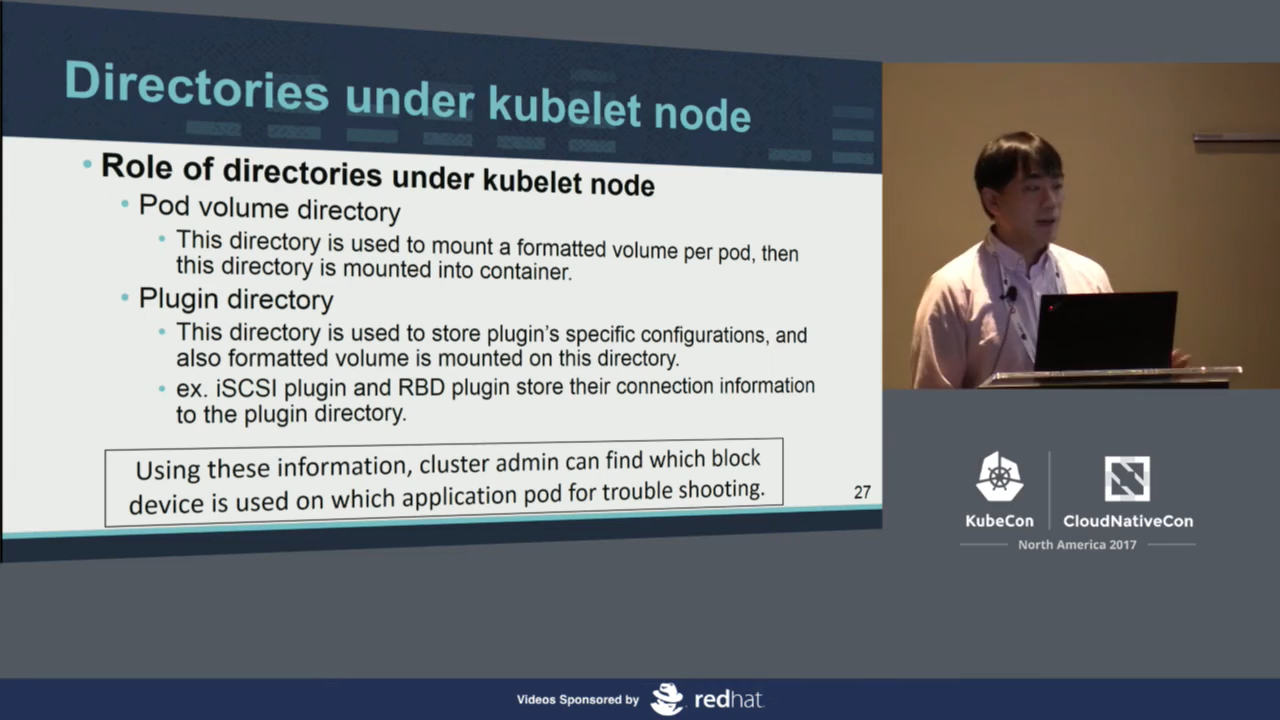 Directories under kubelet node
• Role of directories under kubelet node
• Pod volume directory
• This directory is used to mount a formatted volume per pod, then
this directory is mounted into container.
• Plugin directory
• This directory is used to store plugin's specific configurations, and
also formatted volume is mounted on this directory.
• ex. iSCSI plugin and RBD plugin store their connection information
to the plugin directory.
Using these information, cluster admin can find which block
device is used on which application pod for trouble shooting.
27
KubeCon
CloudNativeCon
North America 2017
Videos Sponsored by
redhat